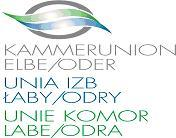 KAMMERUNION
ELBE/ODER
UNIA IZB
ŁABY/ODRY
UNIE KOMOR
LABE/ODRA